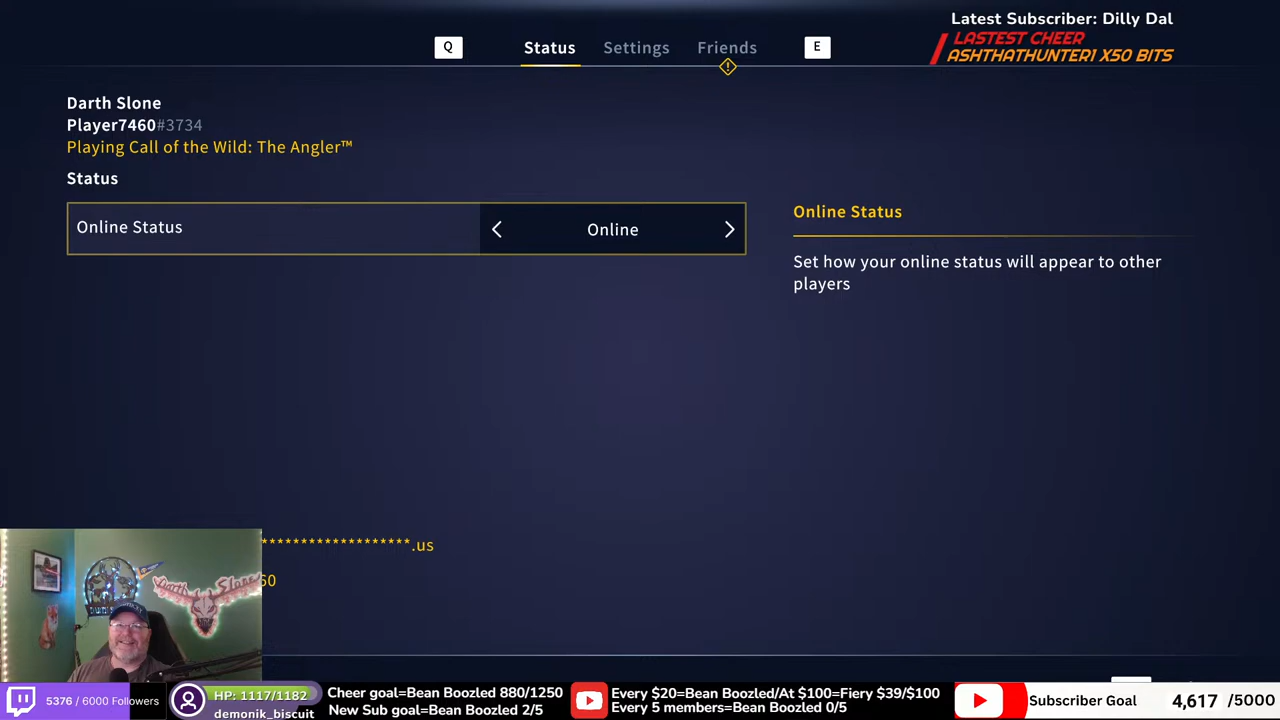 Latest Subscriber: Dilly Dal
LASTEST CHEER
ASHTHATHUNTER1 X50 BITS
Q
Status
Settings
Friends
E
Darth Slone
Player7460#3734
Playing Call of the Wild: The Angler™
Status
Online Status
Online
Online Status
Set how your online status will appear to other
players
*******************.us
60
Darth Slone
5376 / 6000 Followers
HP: 1117/1182
demonik_biscuit
Cheer goal=Bean Boozled 880/1250
New Sub goal=Bean Boozled 2/5
Every $20=Bean Boozled/At $100=Fiery $39/$100
Every 5 members=Bean Boozled 0/5
Subscriber Goal
4,617 /5000